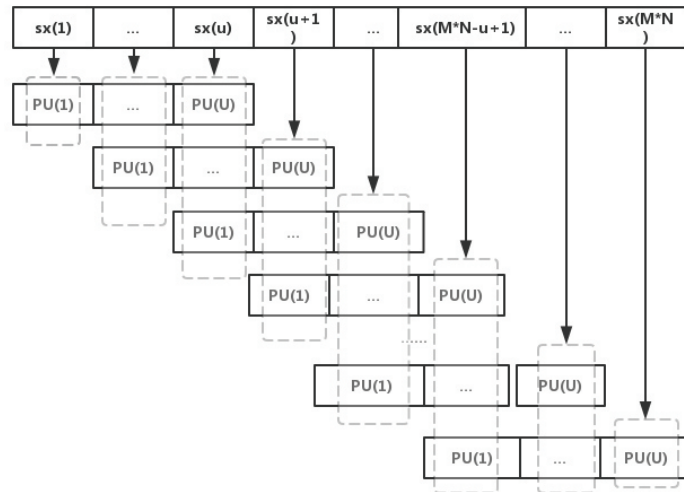 sx(1) ... sx(u) sx(u+1 ... sx(M*N-u+1) ... sx(M*N
) )
PU(1) ... PU(U)
PU(1) ... PU(U)
PU(1) ... PU(U)
PU(1) ... PU(U)
......
PU(1) ... PU(U)
PU(1) ... PU(U)